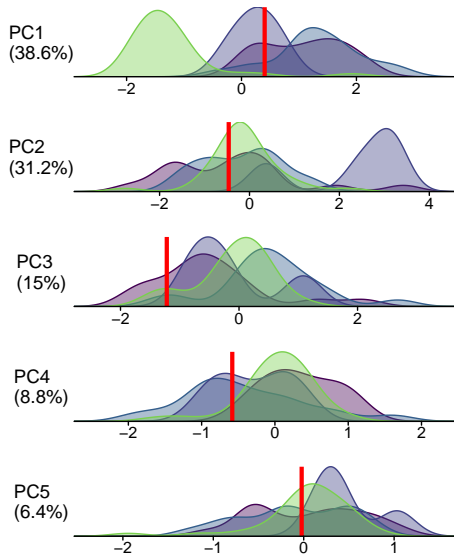 PC1
(38.6%)
−2 0 2
PC2
(31.2%)
−2 0 2 4
PC3
(15%)
−2 0 2
PC4
(8.8%)
−2 −1 0 1 2
PC5
(6.4%)
−2 −1 0 1